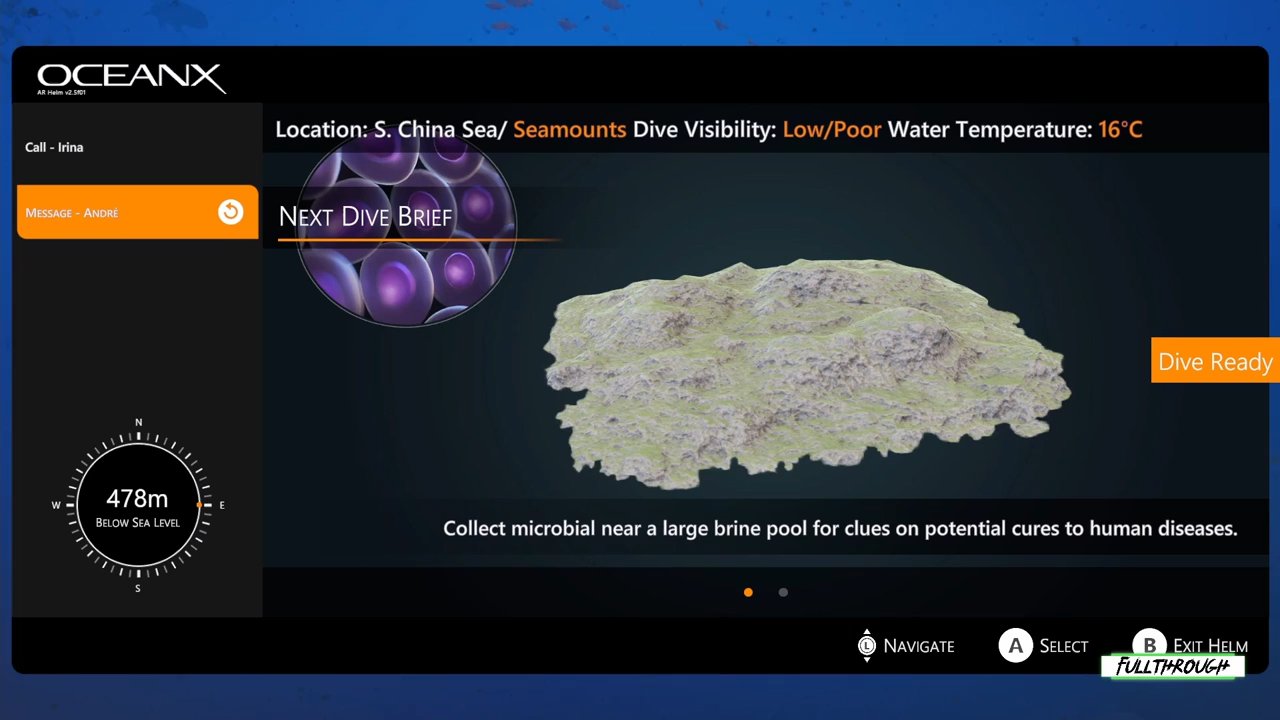 OCEANX
AR Helm v2.5f01
Location: S. China Sea/ Seamounts Dive Visibility: Low/Poor Water Temperature: 16°C
Call - Irina
Message - André
Next Dive Brief
Dive Ready
N
W
E
S
478m
Below Sea Level
Collect microbial near a large brine pool for clues on potential cures to human diseases.
L Navigate
A Select
B Exit Helm
FULLTHROUGH